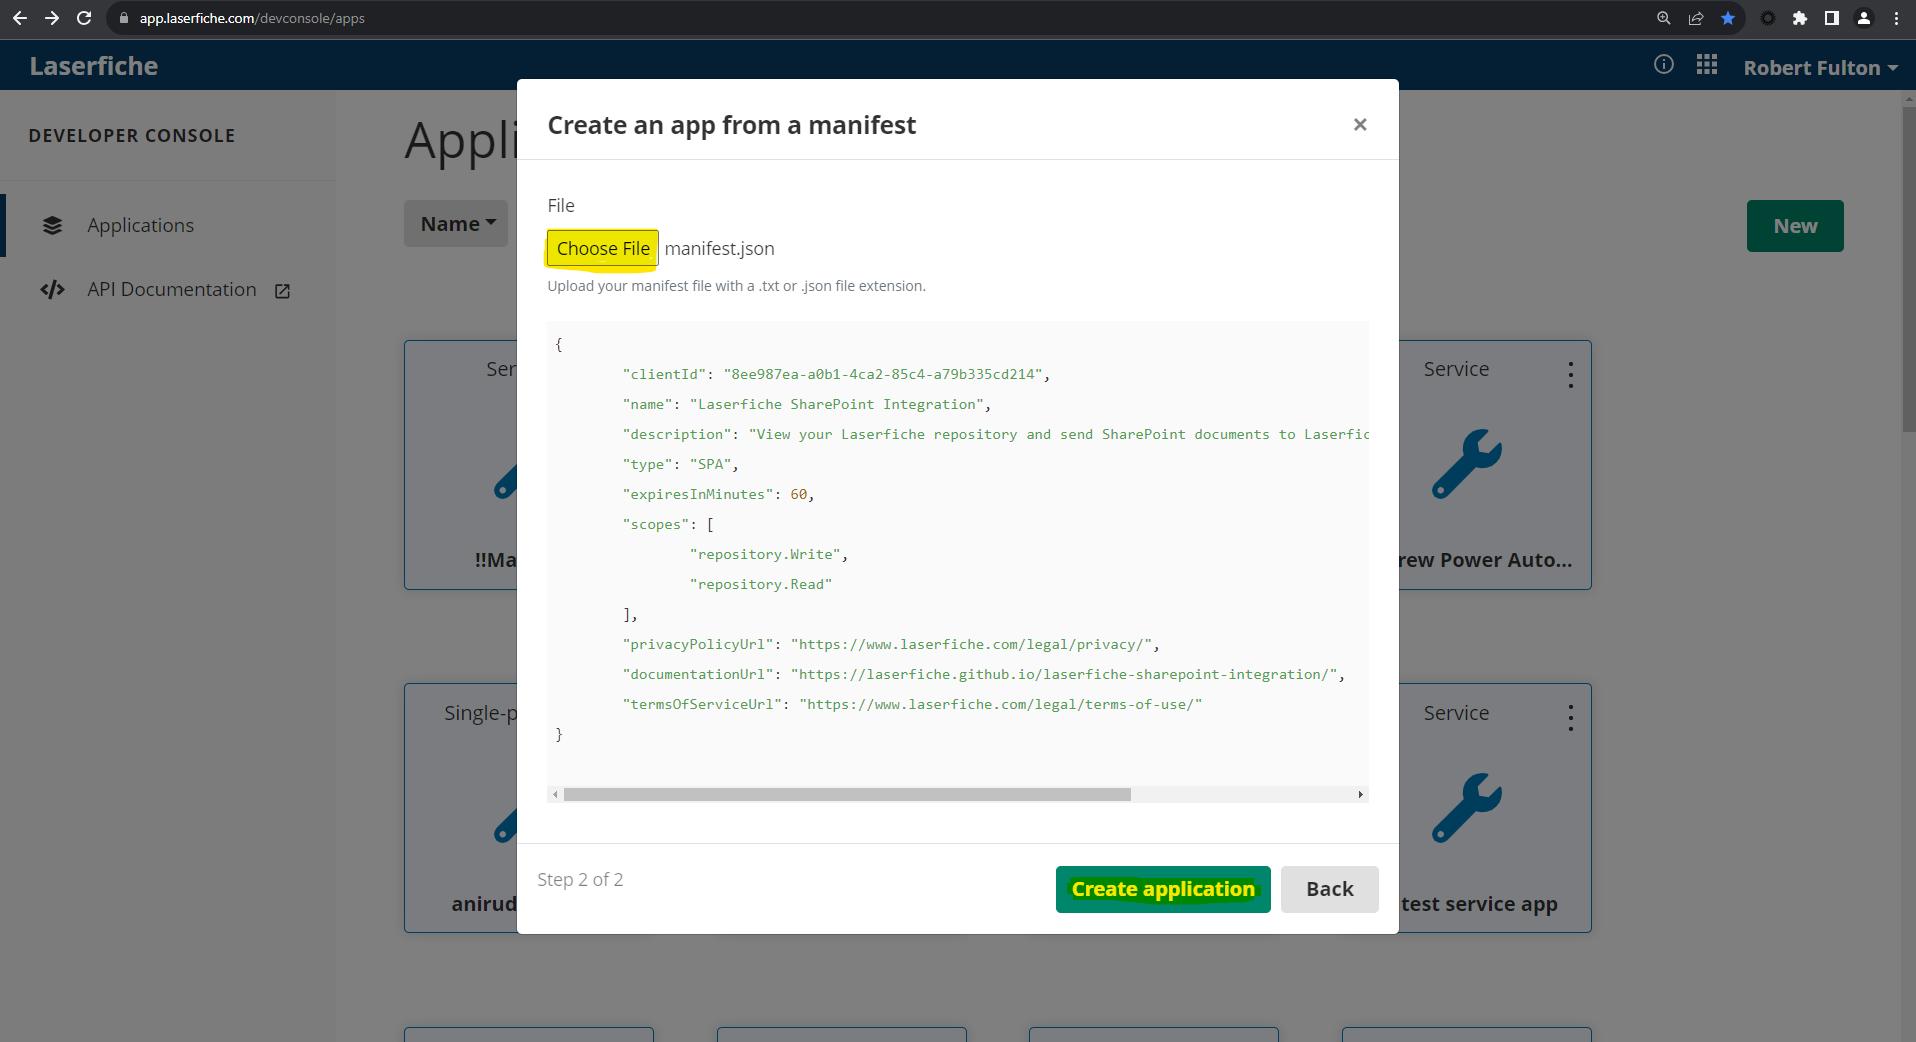 app.laserfiche.com/devconsole/apps
Laserfiche
Robert Fulton
DEVELOPER CONSOLE
Applications
API Documentation
Appli
Name
New
Create an app from a manifest
×
File
Choose File manifest.json
Upload your manifest file with a .txt or .json file extension.
{
"clientId": "8ee987ea-a0b1-4ca2-85c4-a79b335cd214",
"name": "Laserfiche SharePoint Integration",
"description": "View your Laserfiche repository and send SharePoint documents to Laserfic
"type": "SPA",
"expiresInMinutes": 60,
"scopes": [
"repository.Write",
"repository.Read"
],
"privacyPolicyUrl": "https://www.laserfiche.com/legal/privacy/",
"documentationUrl": "https://laserfiche.github.io/laserfiche-sharepoint-integration/",
"termsOfServiceUrl": "https://www.laserfiche.com/legal/terms-of-use/"
}
Step 2 of 2
Create application
Back
Ser
!!Ma
Service
rew Power Auto...
Single-p
anirud
Service
test service app